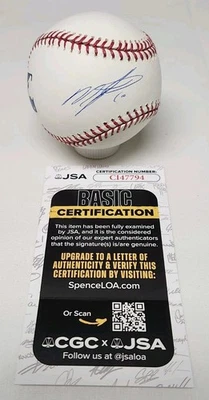 JSA
CERTIFICATION NUMBER:
CI47794
BASIC
CERTIFICATION
This item has been fully examined
by JSA, and it is the considered
opinion of our expert authenticators
that the signature(s) is/are genuine.
UPGRADE TO A LETTER OF
AUTHENTICITY & VERIFY THIS
CERTIFICATION BY VISITING:
SpenceLOA.com
Or Scan
CGC x JSA
Follow us at @jsaloa